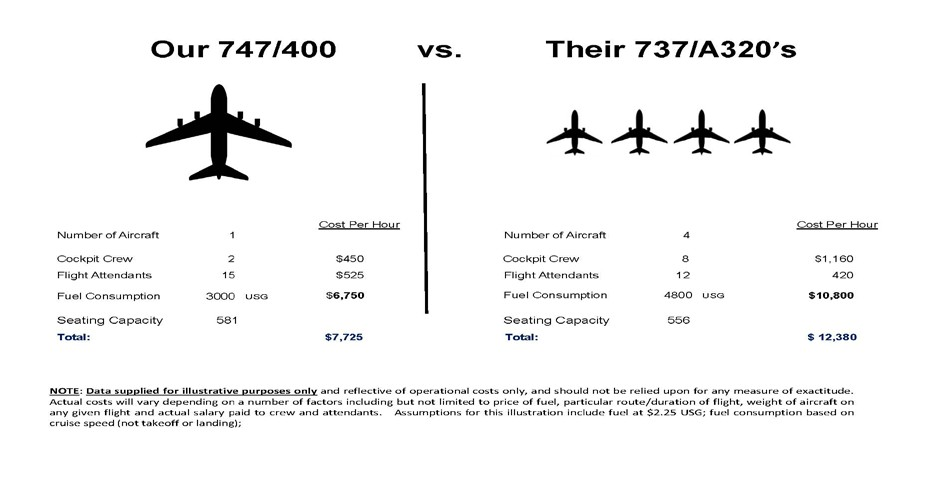 Our 747/400 vs. Their 737/A320's
Cost Per Hour
Number of Aircraft 1
Cockpit Crew 2 $450
Flight Attendants 15 $525
Fuel Consumption 3000 USG $6,750
Seating Capacity 581
Total: $7,725
Cost Per Hour
Number of Aircraft 4
Cockpit Crew 8 $1,160
Flight Attendants 12 420
Fuel Consumption 4800 USG $10,800
Seating Capacity 556
Total: $ 12,380
NOTE: Data supplied for illustrative purposes only and reflective of operational costs only, and should not be relied upon for any measure of exactitude.
Actual costs will vary depending on a number of factors including but not limited to price of fuel, particular route/duration of flight, weight of aircraft on
any given flight and actual salary paid to crew and attendants. Assumptions for this illustration include fuel at $2.25 USG; fuel consumption based on
cruise speed (not takeoff or landing);